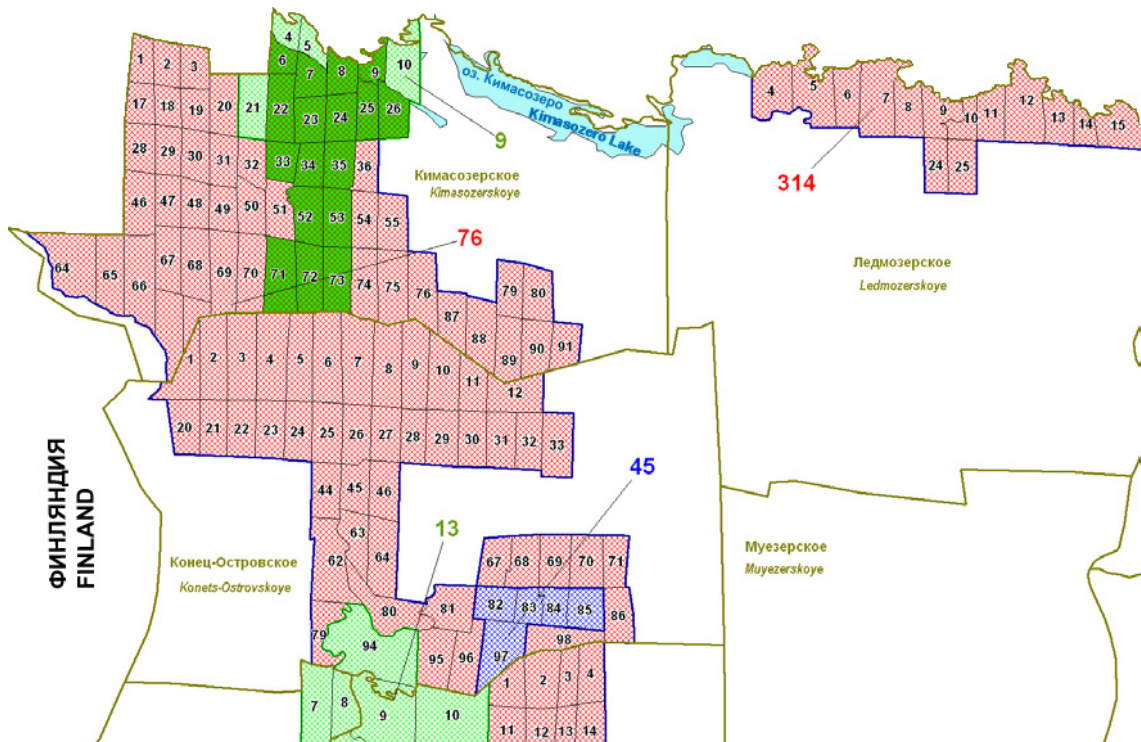 4 5
1 2 3 6 7 8 9 10
17 18 19 20 21 22 23 24 25 26
28 29 30 31 32 33 34 35 36
46 47 48 49 50 51 52 53 54 55
64 65 66 67 68 69 70 71 72 73 74 75 76
79 80
87 88 89 90 91
оз. Кимасозеро
Kimasozero Lake
9
Кимасозерское
Kimasozerskoye
76
4 5 6 7 8 9 10 11 12 13 14 15
24 25
314
Ледмозерское
Ledmozerskoye
1 2 3 4 5 6 7 8 9 10 11 12
20 21 22 23 24 25 26 27 28 29 30 31 32 33
44 45 46
62 63 64
ФИНЛЯНДИЯ
FINLAND
45
13
Конец-Островское
Konets-Ostrovskoye
Муезерское
Muyezerskoye
67 68 69 70 71
79 80 81 82 83 84 85 86
94 95 96 97 98
7 8 9 10
1 2 3 4
11 12 13 14